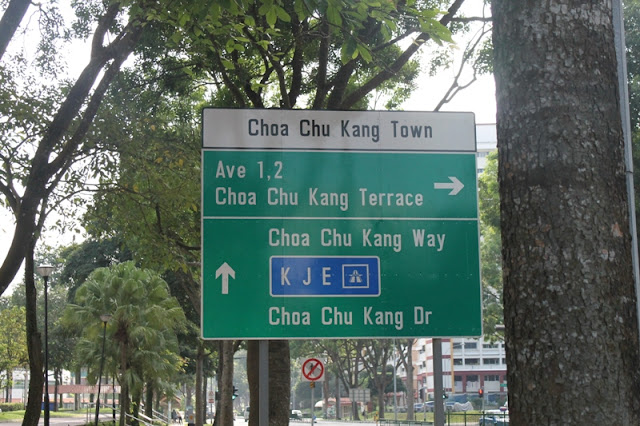 Choa Chu Kang Town
Ave 1,2
Choa Chu Kang Terrace
Choa Chu Kang Way
KJE
Choa Chu Kang Dr